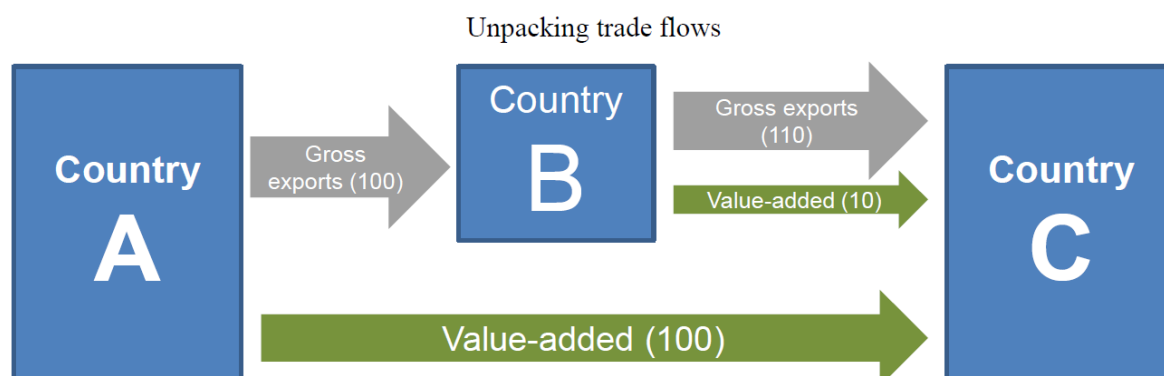 Unpacking trade flows
Country
A
Gross
exports (100)
Country
B
Gross exports
(110)
Value-added (10)
Country
C
Value-added (100)